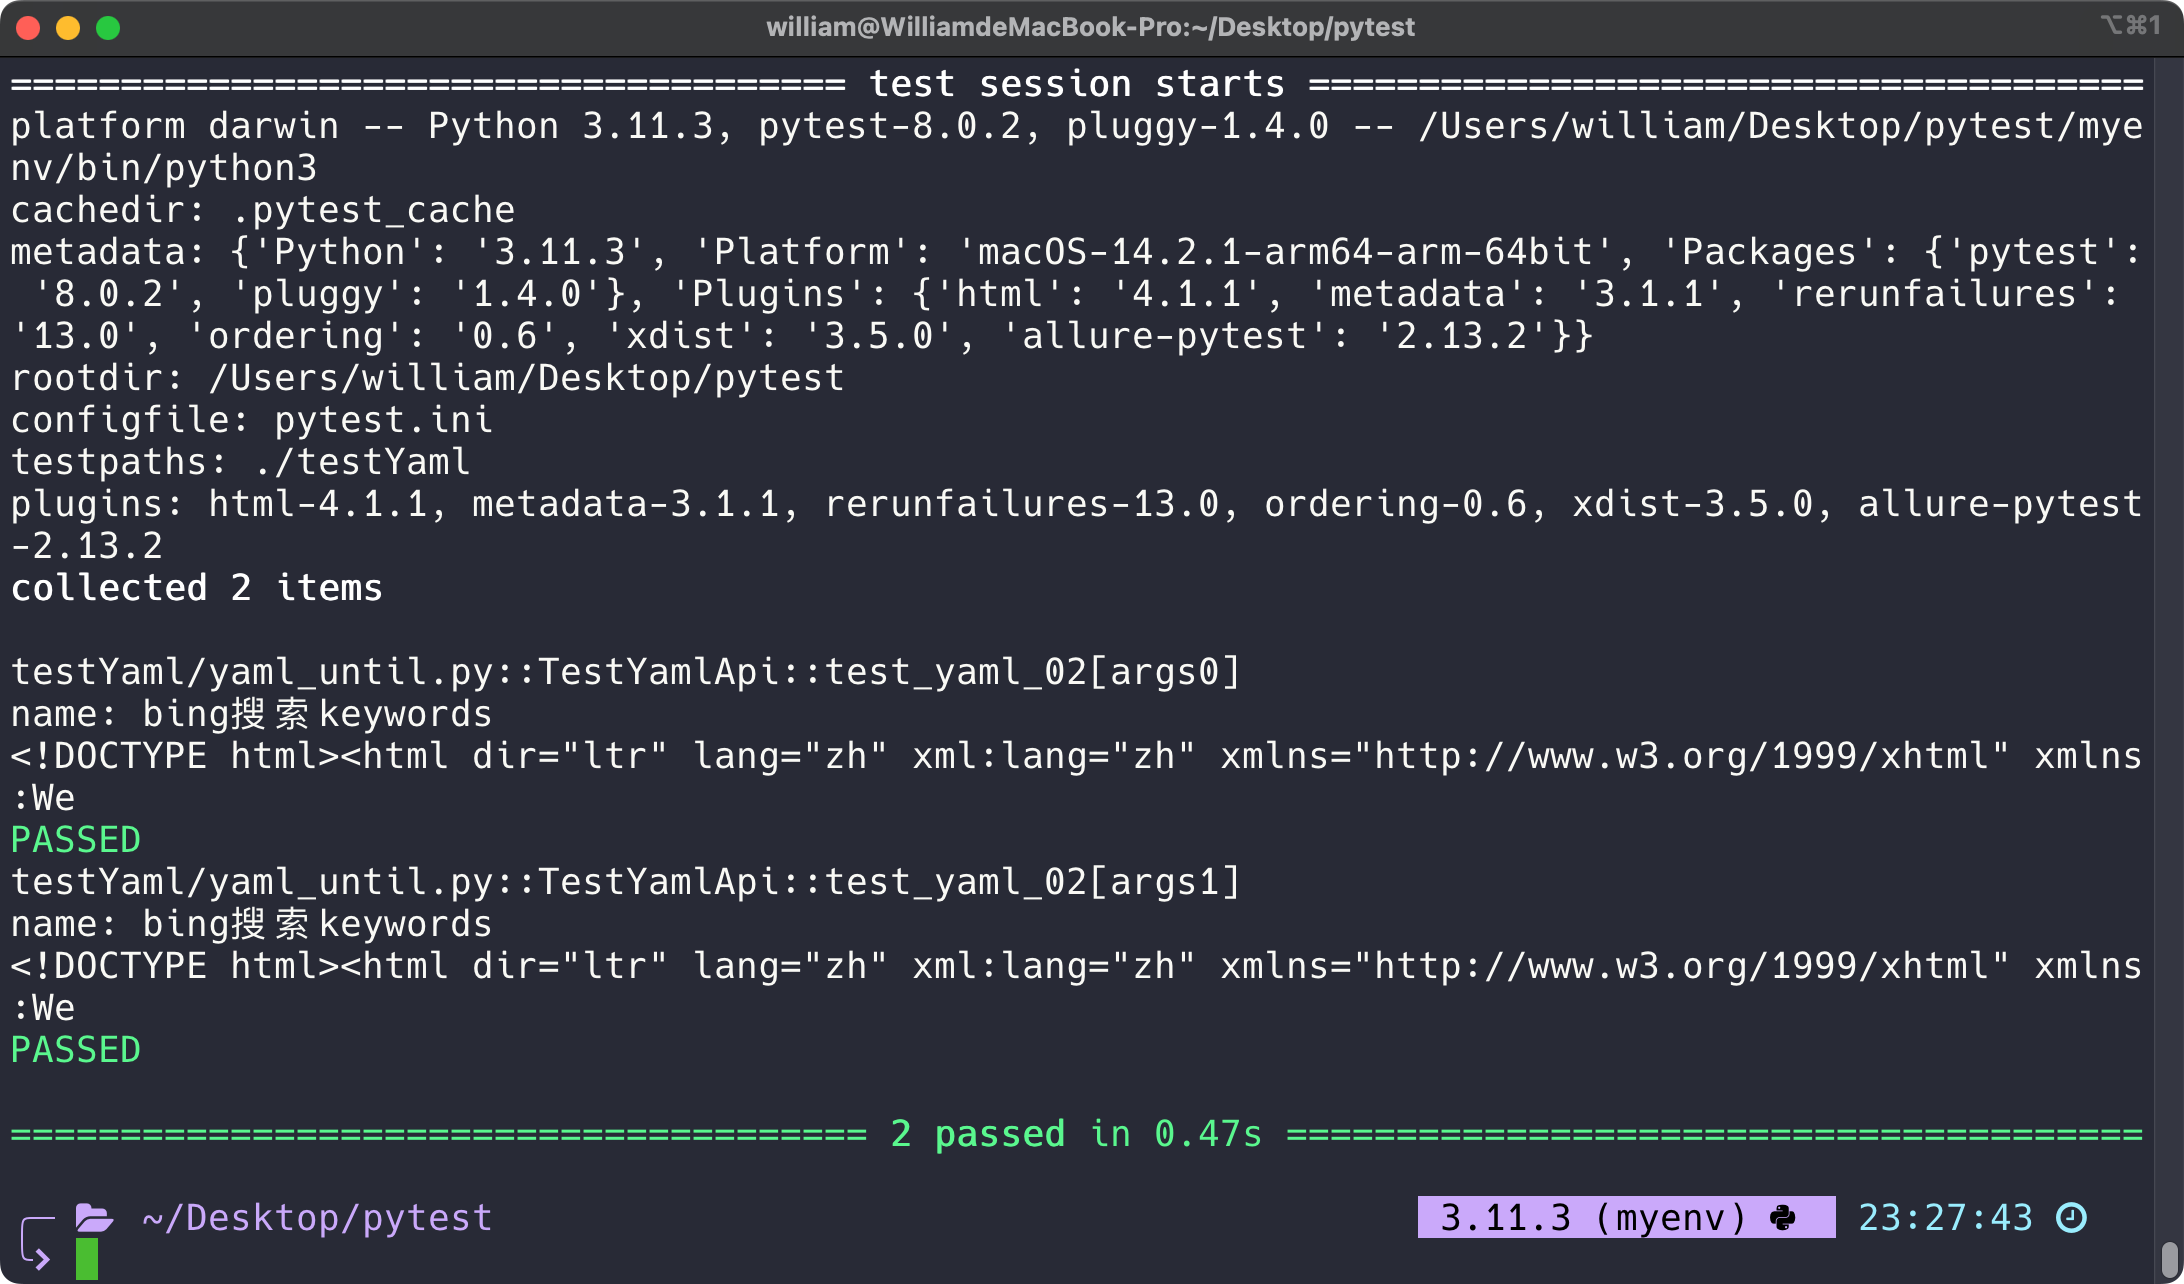 william@WilliamdeMacBook-Pro:~/Desktop/pytest ⌥⌘1
====================================== test session starts ======================================
platform darwin -- Python 3.11.3, pytest-8.0.2, pluggy-1.4.0 -- /Users/william/Desktop/pytest/mye
nv/bin/python3
cachedir: .pytest_cache
metadata: {'Python': '3.11.3', 'Platform': 'macOS-14.2.1-arm64-arm-64bit', 'Packages': {'pytest':
 '8.0.2', 'pluggy': '1.4.0'}, 'Plugins': {'html': '4.1.1', 'metadata': '3.1.1', 'rerunfailures':
'13.0', 'ordering': '0.6', 'xdist': '3.5.0', 'allure-pytest': '2.13.2'}}
rootdir: /Users/william/Desktop/pytest
configfile: pytest.ini
testpaths: ./testYaml
plugins: html-4.1.1, metadata-3.1.1, rerunfailures-13.0, ordering-0.6, xdist-3.5.0, allure-pytest
-2.13.2
collected 2 items
testYaml/yaml_until.py::TestYamlApi::test_yaml_02[args0]
name: bing搜索keywords
<!DOCTYPE html><html dir="ltr" lang="zh" xml:lang="zh" xmlns="http://www.w3.org/1999/xhtml" xmlns
:We
PASSED
testYaml/yaml_until.py::TestYamlApi::test_yaml_02[args1]
name: bing搜索keywords
<!DOCTYPE html><html dir="ltr" lang="zh" xml:lang="zh" xmlns="http://www.w3.org/1999/xhtml" xmlns
:We
PASSED
======================================= 2 passed in 0.47s =======================================
~/Desktop/pytest 3.11.3 (myenv) 23:27:43